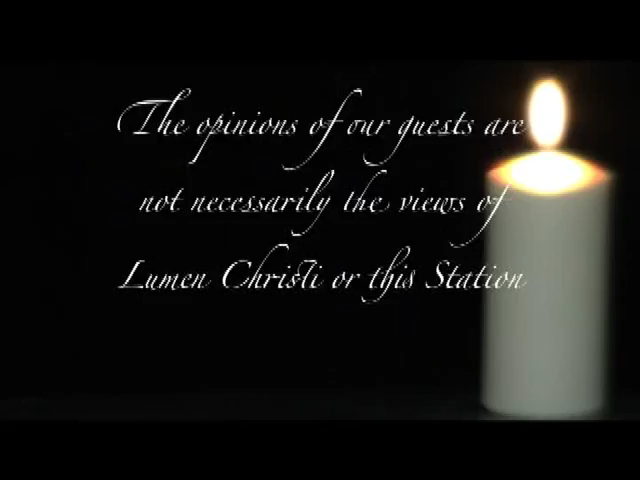 The opinions of our guests are
not necessarily the views of
Lumen Christi or this Station